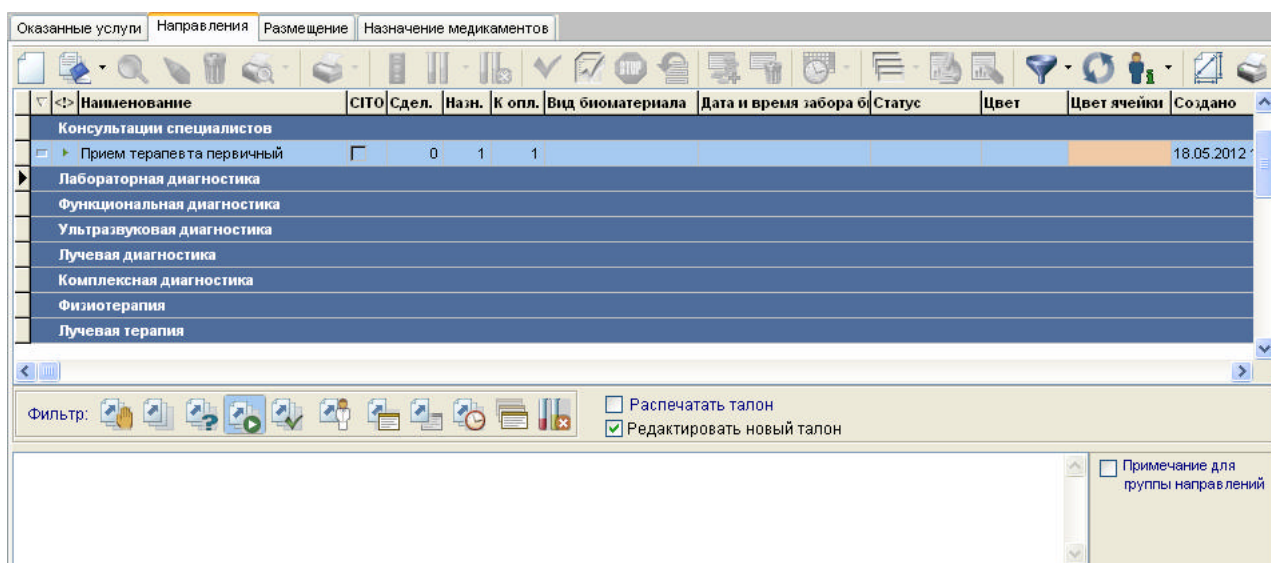 Оказанные услуги Направления Размещение Назначение медикаментов
STOP
<!> Наименование CITO Сдел. Назн. К опл. Вид биоматериала Дата и время забора б Статус Цвет Цвет ячейки Создано
Консультации специалистов
Прием терапевта первичный 0 1 1 18.05.2012 1
Лабораторная диагностика
Функциональная диагностика
Ультразвуковая диагностика
Лучевая диагностика
Комплексная диагностика
Физиотерапия
Лучевая терапия
Фильтр:
Распечатать талон
Редактировать новый талон
Примечание для
группы направлений